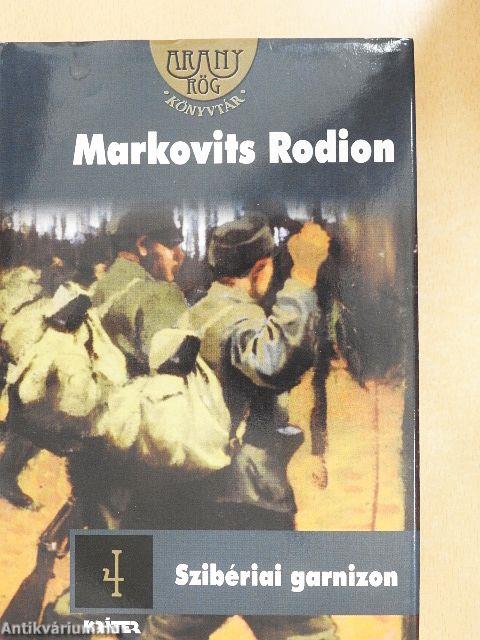 ARANY
RÖG
KÖNYVTÁR
Markovits Rodion
4
Szibériai garnizon
KRÁTER